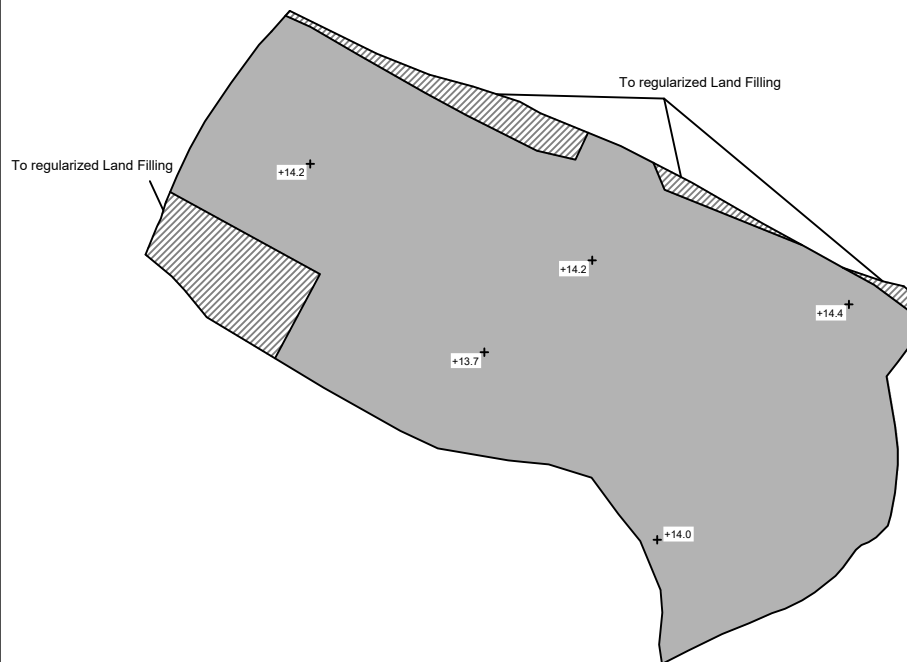 To regularized Land Filling
To regularized Land Filling
+14.2
+14.2
+14.4
+13.7
+14.0